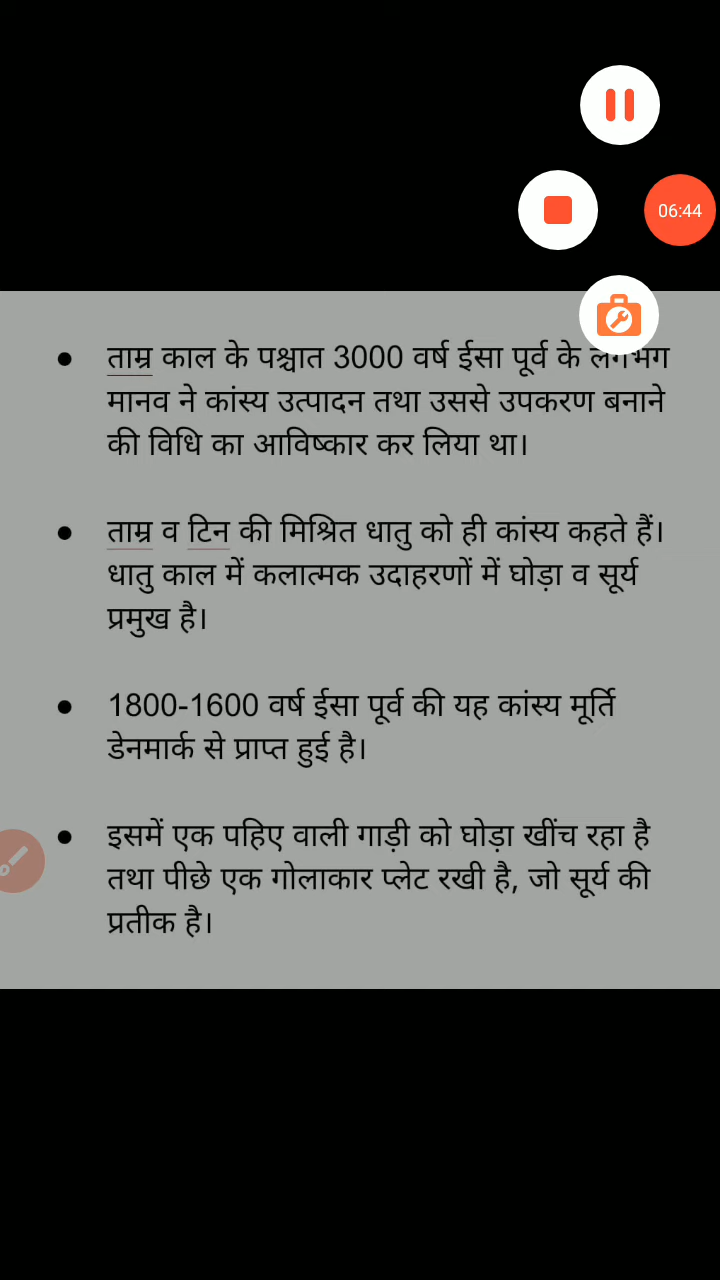 06:44
● ताम्र काल के पश्चात 3000 वर्ष ईसा पूर्व के लगभग
मानव ने कांस्य उत्पादन तथा उससे उपकरण बनाने
की विधि का आविष्कार कर लिया था।
● ताम्र व टिन की मिश्रित धातु को ही कांस्य कहते हैं।
धातु काल में कलात्मक उदाहरणों में घोड़ा व सूर्य
प्रमुख है।
● 1800-1600 वर्ष ईसा पूर्व की यह कांस्य मूर्ति
डेनमार्क से प्राप्त हुई है।
● इसमें एक पहिए वाली गाड़ी को घोड़ा खींच रहा है
तथा पीछे एक गोलाकार प्लेट रखी है, जो सूर्य की
प्रतीक है।